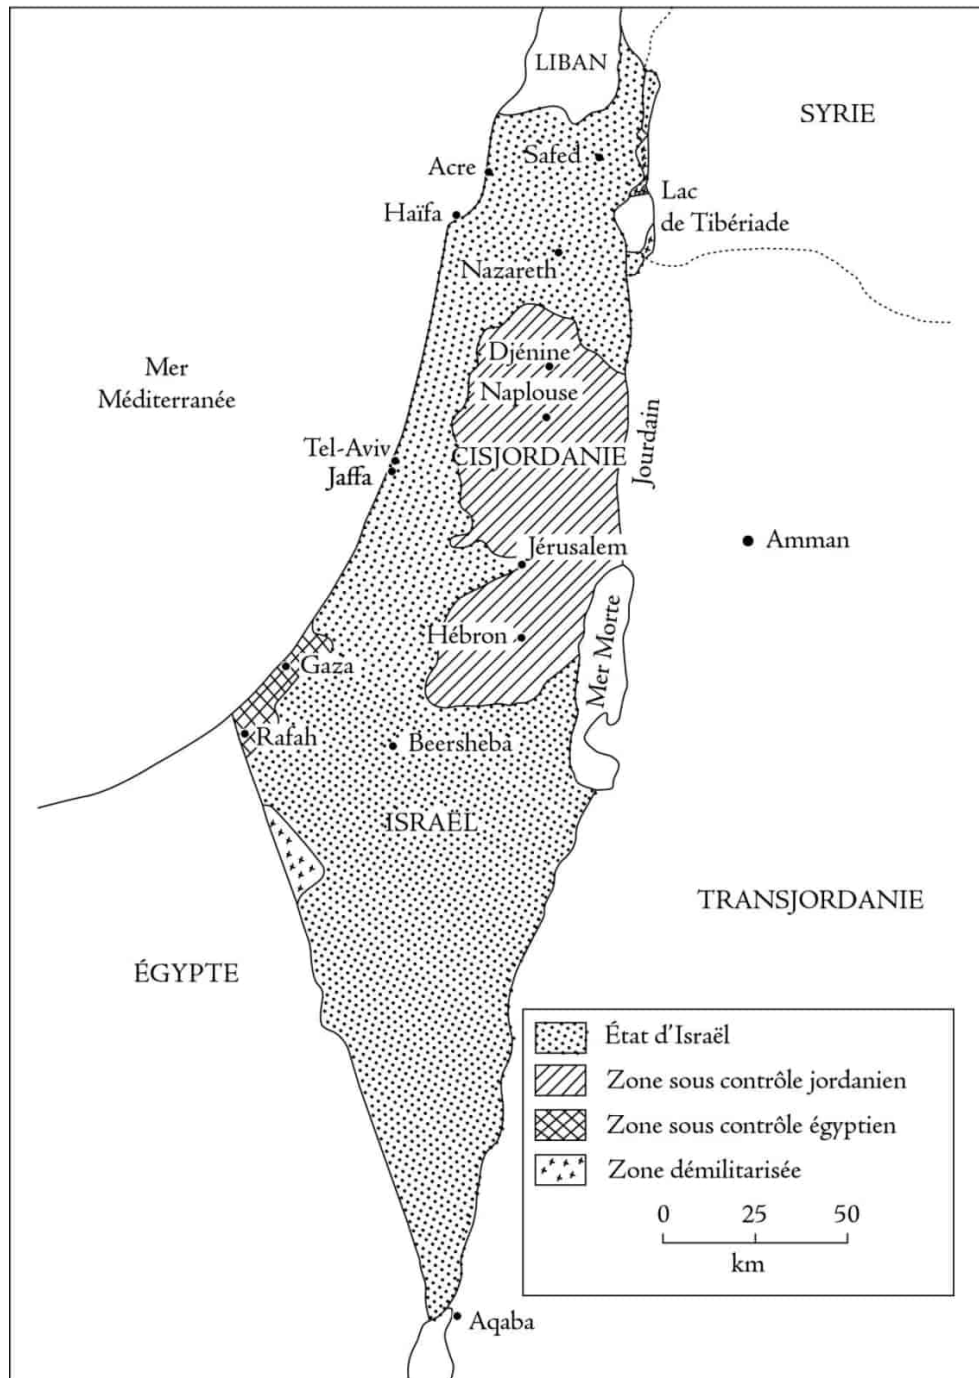 LIBAN
SYRIE
Safed
Acre
Lac
de Tibériade
Haïfa
Nazareth
Djénine
Mer
Méditerranée
Naplouse
Jourdain
Tel-Aviv
Jaffa
CISJORDANIE
Jérusalem
Amman
Mer Morte
Hébron
Gaza
Rafah
Beersheba
ISRAËL
TRANSJORDANIE
ÉGYPTE
État d'Israël
Zone sous contrôle jordanien
Zone sous contrôle égyptien
Zone démilitarisée
0 25 50
km
Aqaba